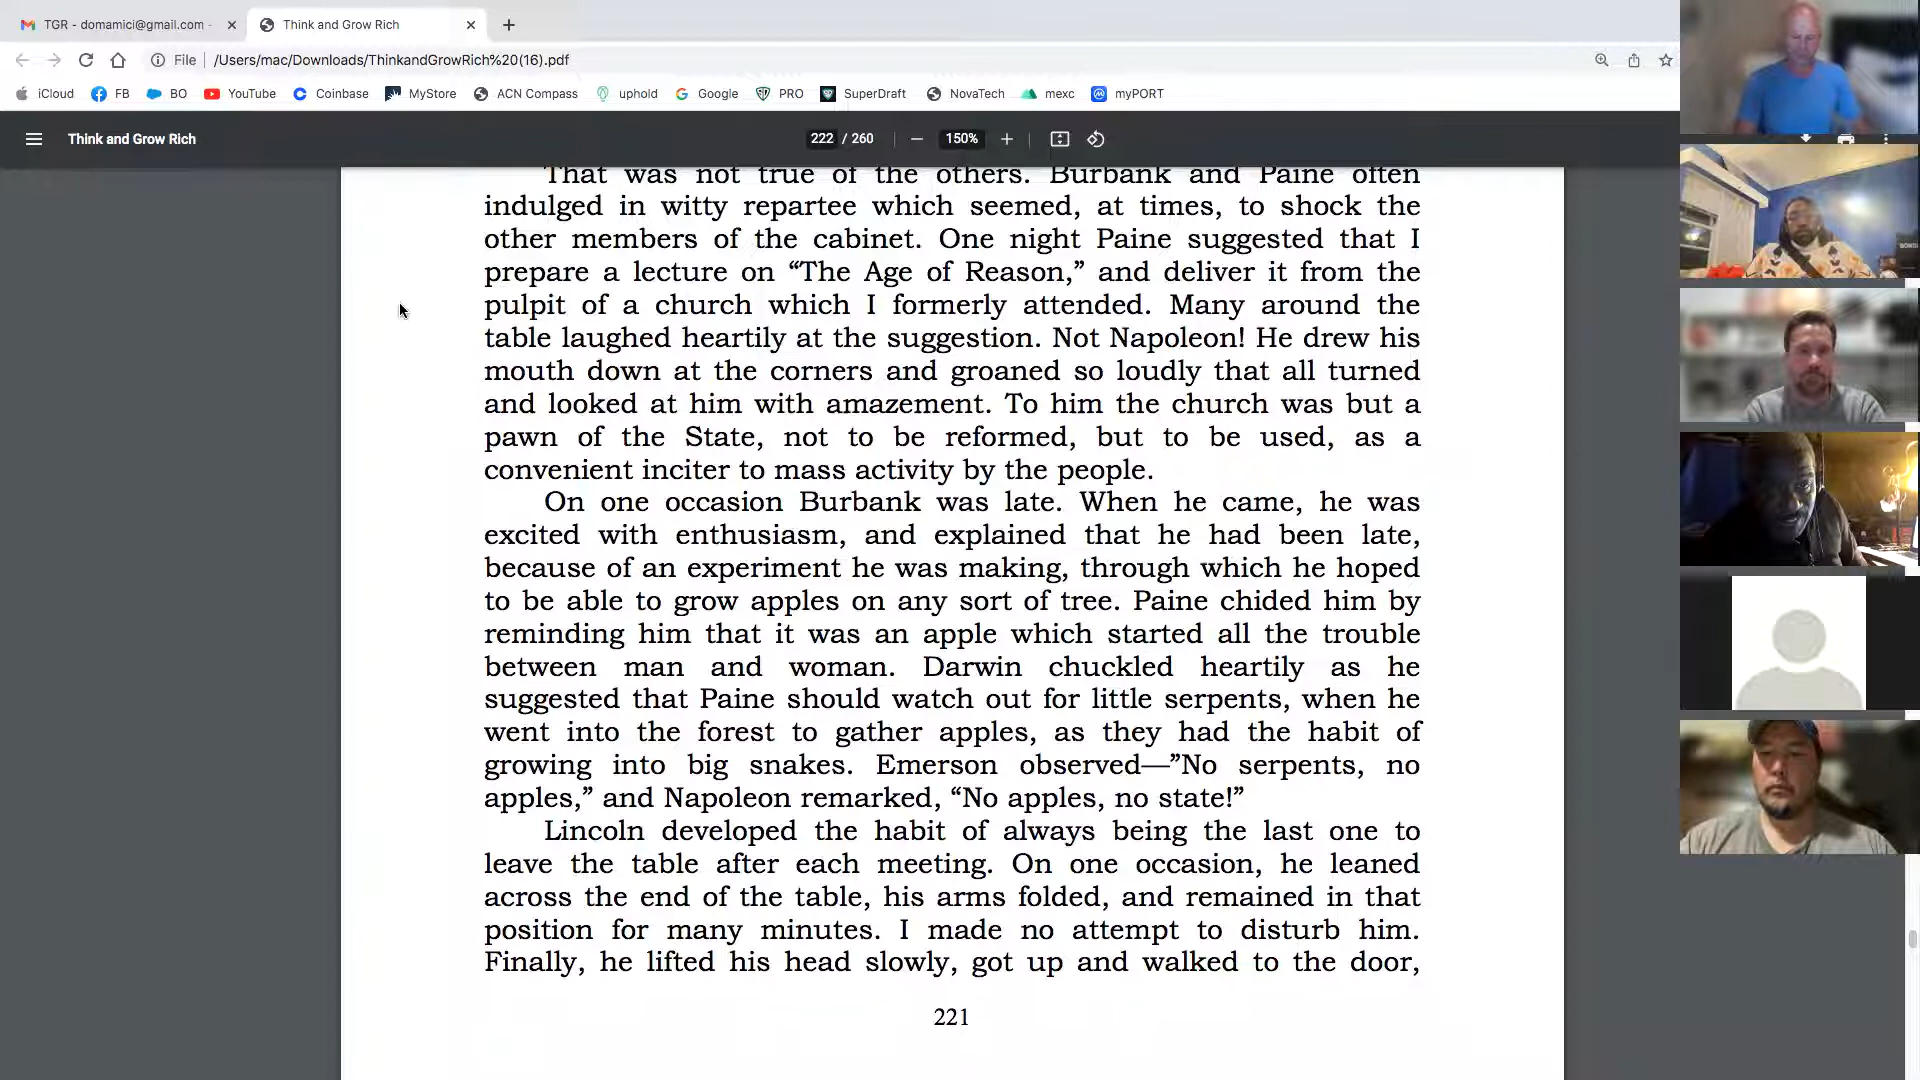 TGR - domamici@gmail.com -
Think and Grow Rich
File
/Users/mac/Downloads/ThinkandGrowRich%20(16).pdf
iCloud FB BO YouTube Coinbase MyStore ACN Compass uphold Google PRO SuperDraft NovaTech mexc myPORT
Think and Grow Rich
222 / 260
150%
That was not true of the others. Burbank and Paine often
indulged in witty repartee which seemed, at times, to shock the
other members of the cabinet. One night Paine suggested that I
prepare a lecture on “The Age of Reason,” and deliver it from the
pulpit of a church which I formerly attended. Many around the
table laughed heartily at the suggestion. Not Napoleon! He drew his
mouth down at the corners and groaned so loudly that all turned
and looked at him with amazement. To him the church was but a
pawn of the State, not to be reformed, but to be used, as a
convenient inciter to mass activity by the people.
On one occasion Burbank was late. When he came, he was
excited with enthusiasm, and explained that he had been late,
because of an experiment he was making, through which he hoped
to be able to grow apples on any sort of tree. Paine chided him by
reminding him that it was an apple which started all the trouble
between man and woman. Darwin chuckled heartily as he
suggested that Paine should watch out for little serpents, when he
went into the forest to gather apples, as they had the habit of
growing into big snakes. Emerson observed—”No serpents, no
apples,” and Napoleon remarked, “No apples, no state!”
Lincoln developed the habit of always being the last one to
leave the table after each meeting. On one occasion, he leaned
across the end of the table, his arms folded, and remained in that
position for many minutes. I made no attempt to disturb him.
Finally, he lifted his head slowly, got up and walked to the door,
221